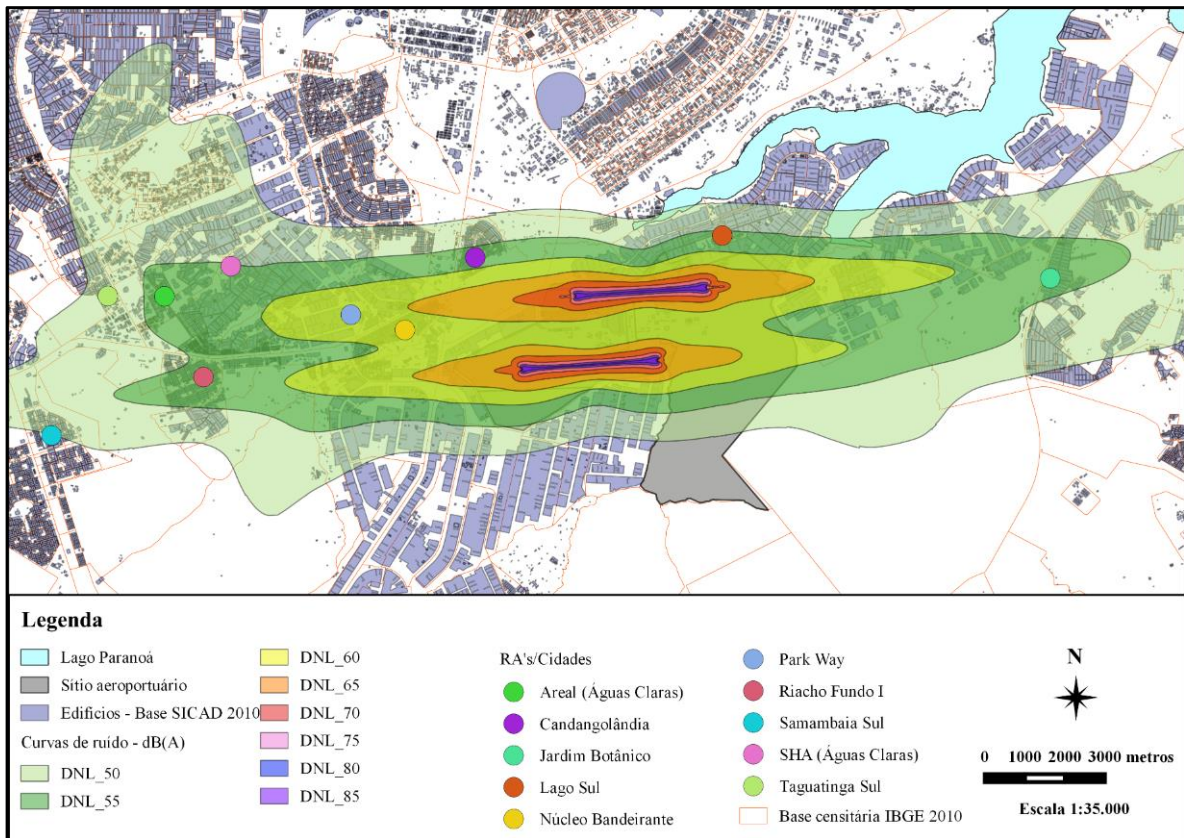 Legenda
Lago Paranoá
Sítio aeroportuário
Edificios - Base SICAD 2010
Curvas de ruído - dB(A)
DNL_50
DNL_55
DNL_60
DNL_65
DNL_70
DNL_75
DNL_80
DNL_85
RA's/Cidades
Areal (Águas Claras)
Candangolândia
Jardim Botânico
Lago Sul
Núcleo Bandeirante
Park Way
Riacho Fundo I
Samambaia Sul
SHA (Águas Claras)
Taguatinga Sul
Base censitária IBGE 2010
N
0 1000 2000 3000 metros
Escala 1:35.000